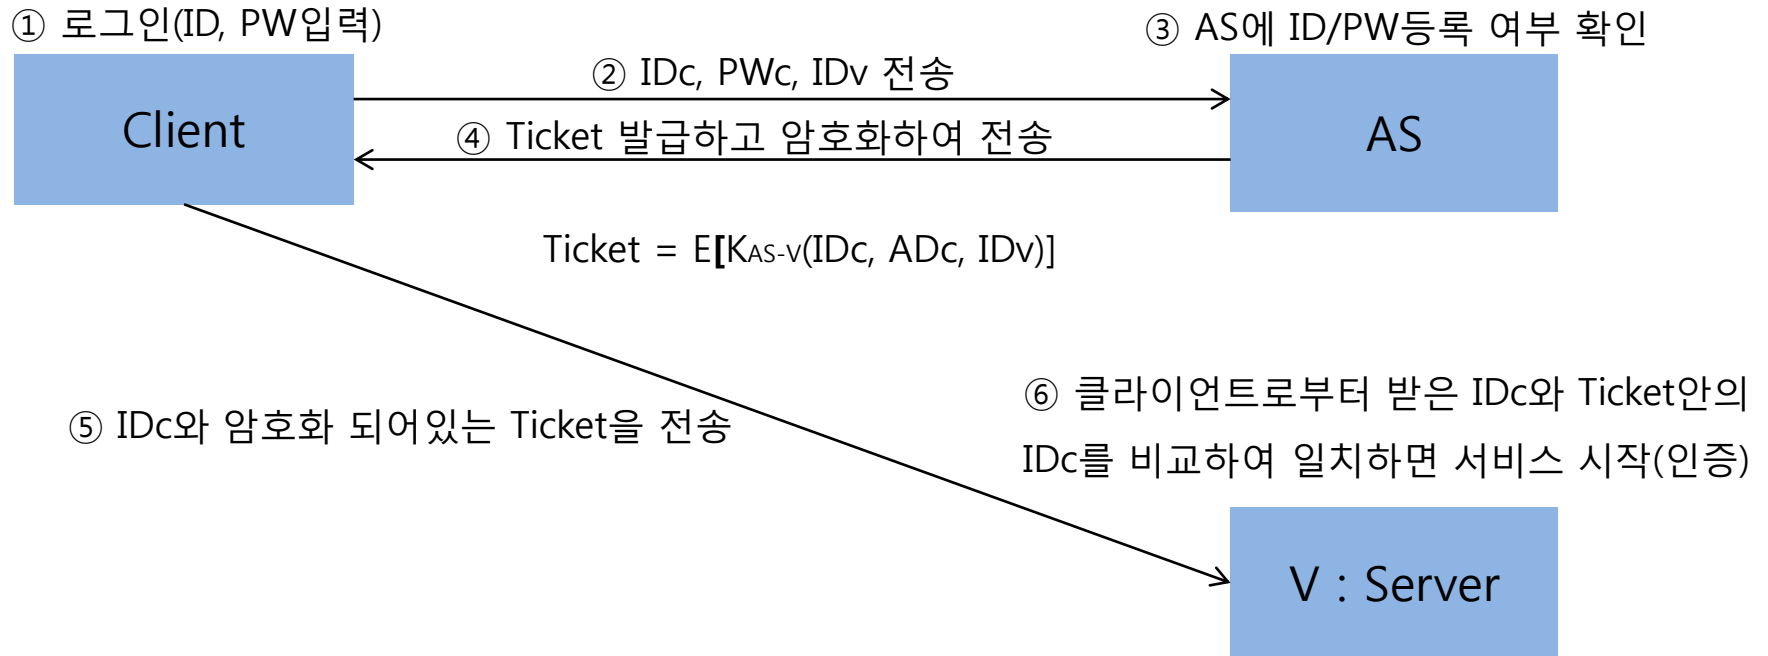 ① 로그인(ID, PW입력)
③ AS에 ID/PW등록 여부 확인
② IDc, PWc, IDv 전송
Client
④ Ticket 발급하고 암호화하여 전송
AS
Ticket = E[KAS-V(IDc, ADc, IDv)]
⑤ IDc와 암호화 되어있는 Ticket을 전송
⑥ 클라이언트로부터 받은 IDc와 Ticket안의
IDc를 비교하여 일치하면 서비스 시작(인증)
V : Server